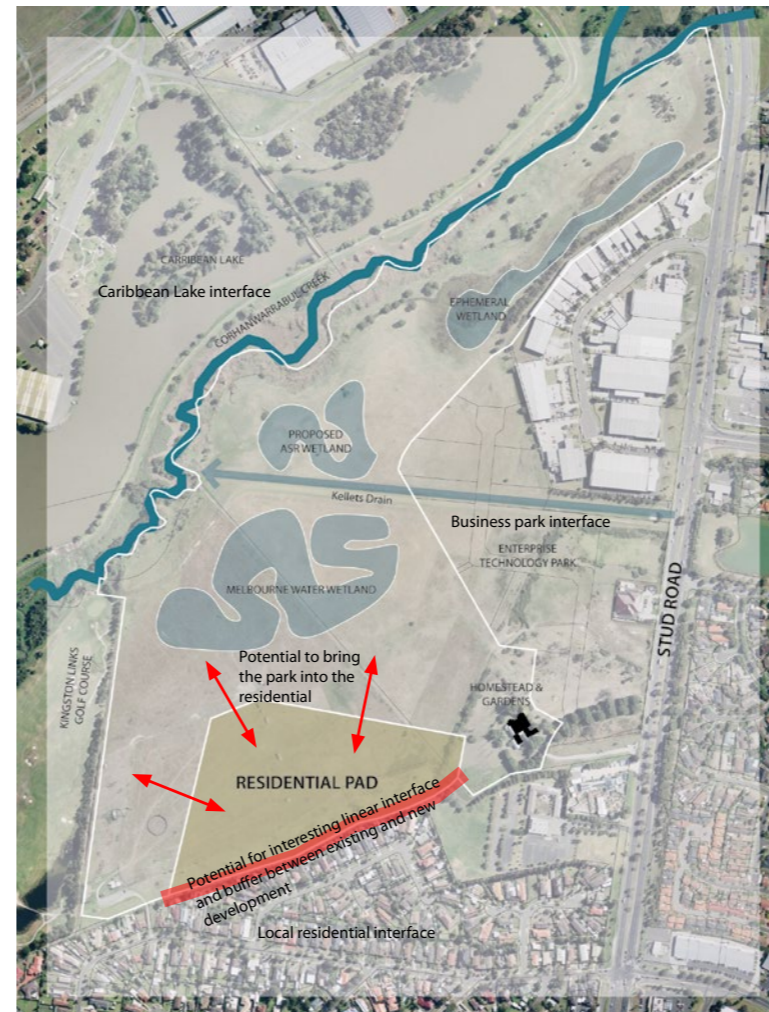 CARRIBEAN LAKE
Caribbean Lake interface
CORHANWARRABUL CREEK
EPHEMERAL
WETLAND
PROPOSED
ASR WETLAND
Kellets Drain
Business park interface
ENTERPRISE
TECHNOLOGY PARK
STUD ROAD
MELBOURNE WATER WETLAND
KINGSTON LINKS
GOLF COURSE
Potential to bring
the park into the
residential
HOMESTEAD &
GARDENS
RESIDENTIAL PAD
Potential for interesting linear interface
and buffer between existing and new
development
Local residential interface